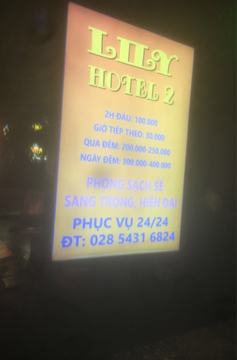 LILY
HOTEL 2
2H ĐẦU: 100.000
GIỜ TIẾP THEO: 30.000
QUA ĐÊM: 200.000-250.000
NGÀY ĐÊM: 300.000-400.000
PHÒNG SẠCH SẼ
SANG TRỌNG, HIỆN ĐẠI
PHỤC VỤ 24/24
ĐT: 028 5431 6824